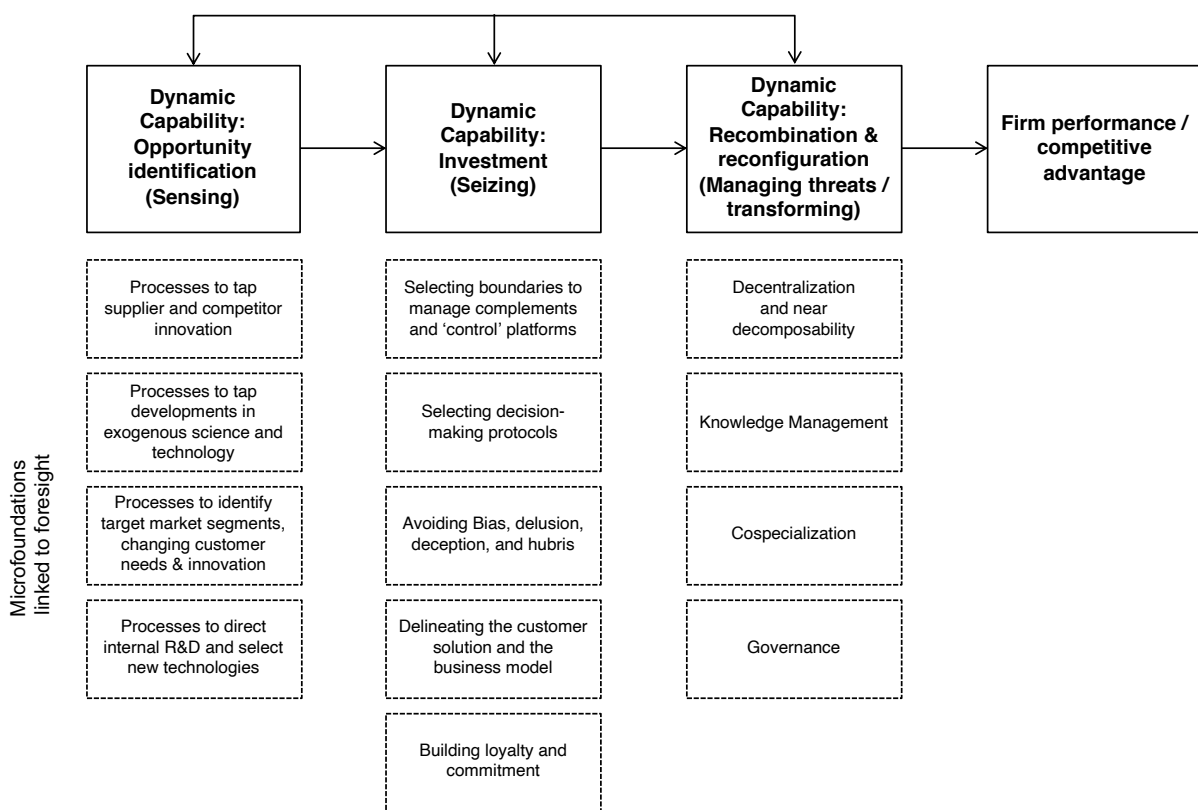 Dynamic
Capability:
Opportunity
identification
(Sensing)
Dynamic
Capability:
Investment
(Seizing)
Dynamic
Capability:
Recombination &
reconfiguration
(Managing threats /
transforming)
Firm performance /
competitive
advantage
Microfoundations
linked to foresight
Processes to tap
supplier and competitor
innovation
Processes to tap
developments in
exogenous science and
technology
Processes to identify
target market segments,
changing customer
needs & innovation
Processes to direct
internal R&D and select
new technologies
Selecting boundaries to
manage complements
and ‘control’ platforms
Selecting decision-
making protocols
Avoiding Bias, delusion,
deception, and hubris
Delineating the customer
solution and the
business model
Building loyalty and
commitment
Decentralization
and near
decomposability
Knowledge Management
Cospecialization
Governance